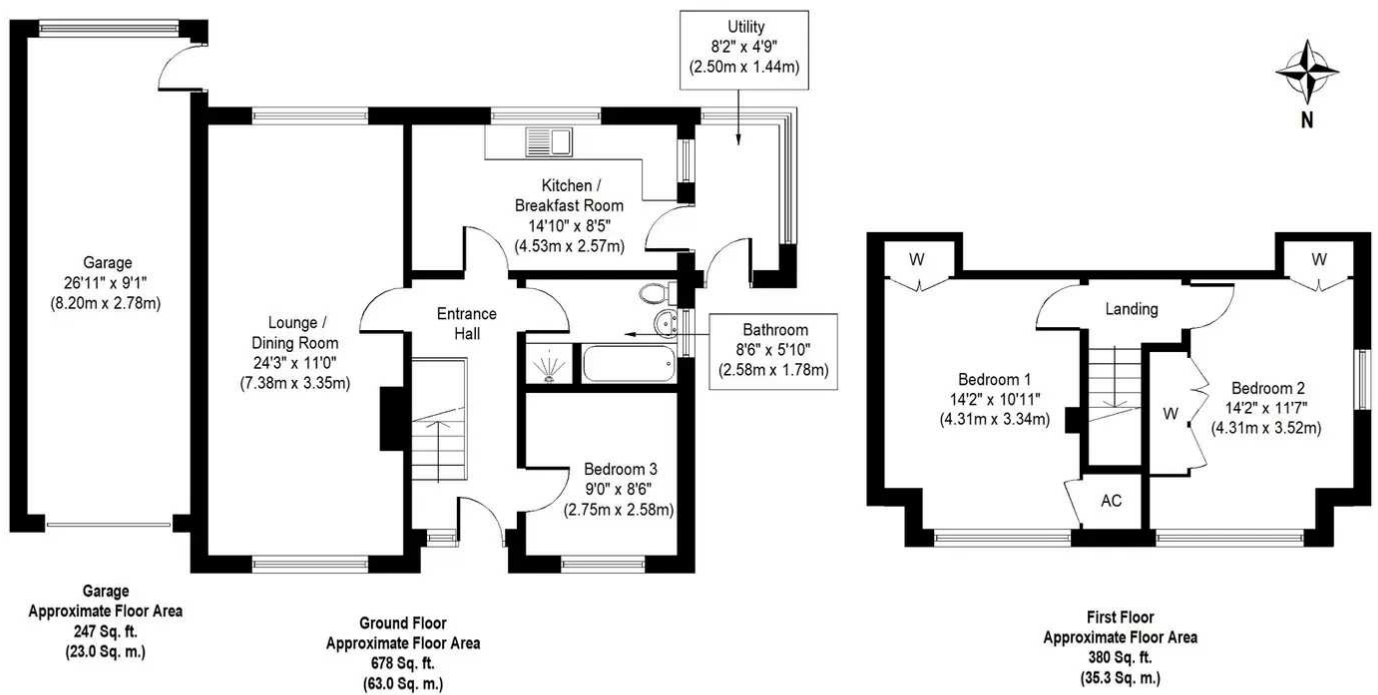 Utility
8'2" x 4'9"
(2.50m x 1.44m)
N
Kitchen /
Breakfast Room
14'10" x 8'5"
(4.53m x 2.57m)
Garage
26'11" x 9'1"
(8.20m x 2.78m)
Lounge /
Dining Room
24'3" x 11'0"
(7.38m x 3.35m)
Entrance
Hall
Bathroom
8'6" x 5'10"
(2.58m x 1.78m)
Bedroom 3
9'0" x 8'6"
(2.75m x 2.58m)
W
W
Landing
Bedroom 1
14'2" x 10'11"
(4.31m x 3.34m)
Bedroom 2
14'2" x 11'7"
(4.31m x 3.52m)
W
AC
Garage
Approximate Floor Area
247 Sq. ft.
(23.0 Sq. m.)
Ground Floor
Approximate Floor Area
678 Sq. ft.
(63.0 Sq. m.)
First Floor
Approximate Floor Area
380 Sq. ft.
(35.3 Sq. m.)